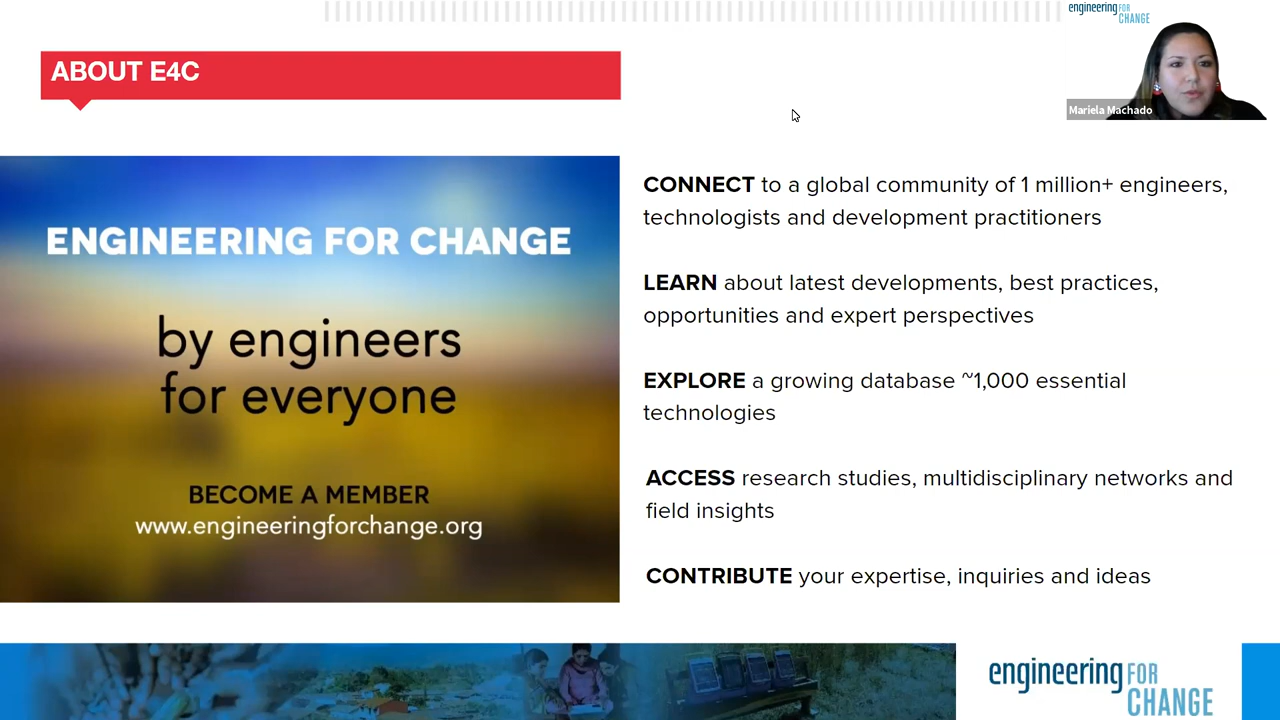 engineering FOR
CHANGE
ABOUT E4C
Mariela Machado
ENGINEERING FOR CHANGE
by engineers
for everyone
BECOME A MEMBER
www.engineeringforchange.org
CONNECT to a global community of 1 million+ engineers,
technologists and development practitioners
LEARN about latest developments, best practices,
opportunities and expert perspectives
EXPLORE a growing database ~1,000 essential
technologies
ACCESS research studies, multidisciplinary networks and
field insights
CONTRIBUTE your expertise, inquiries and ideas
engineering FOR
CHANGE